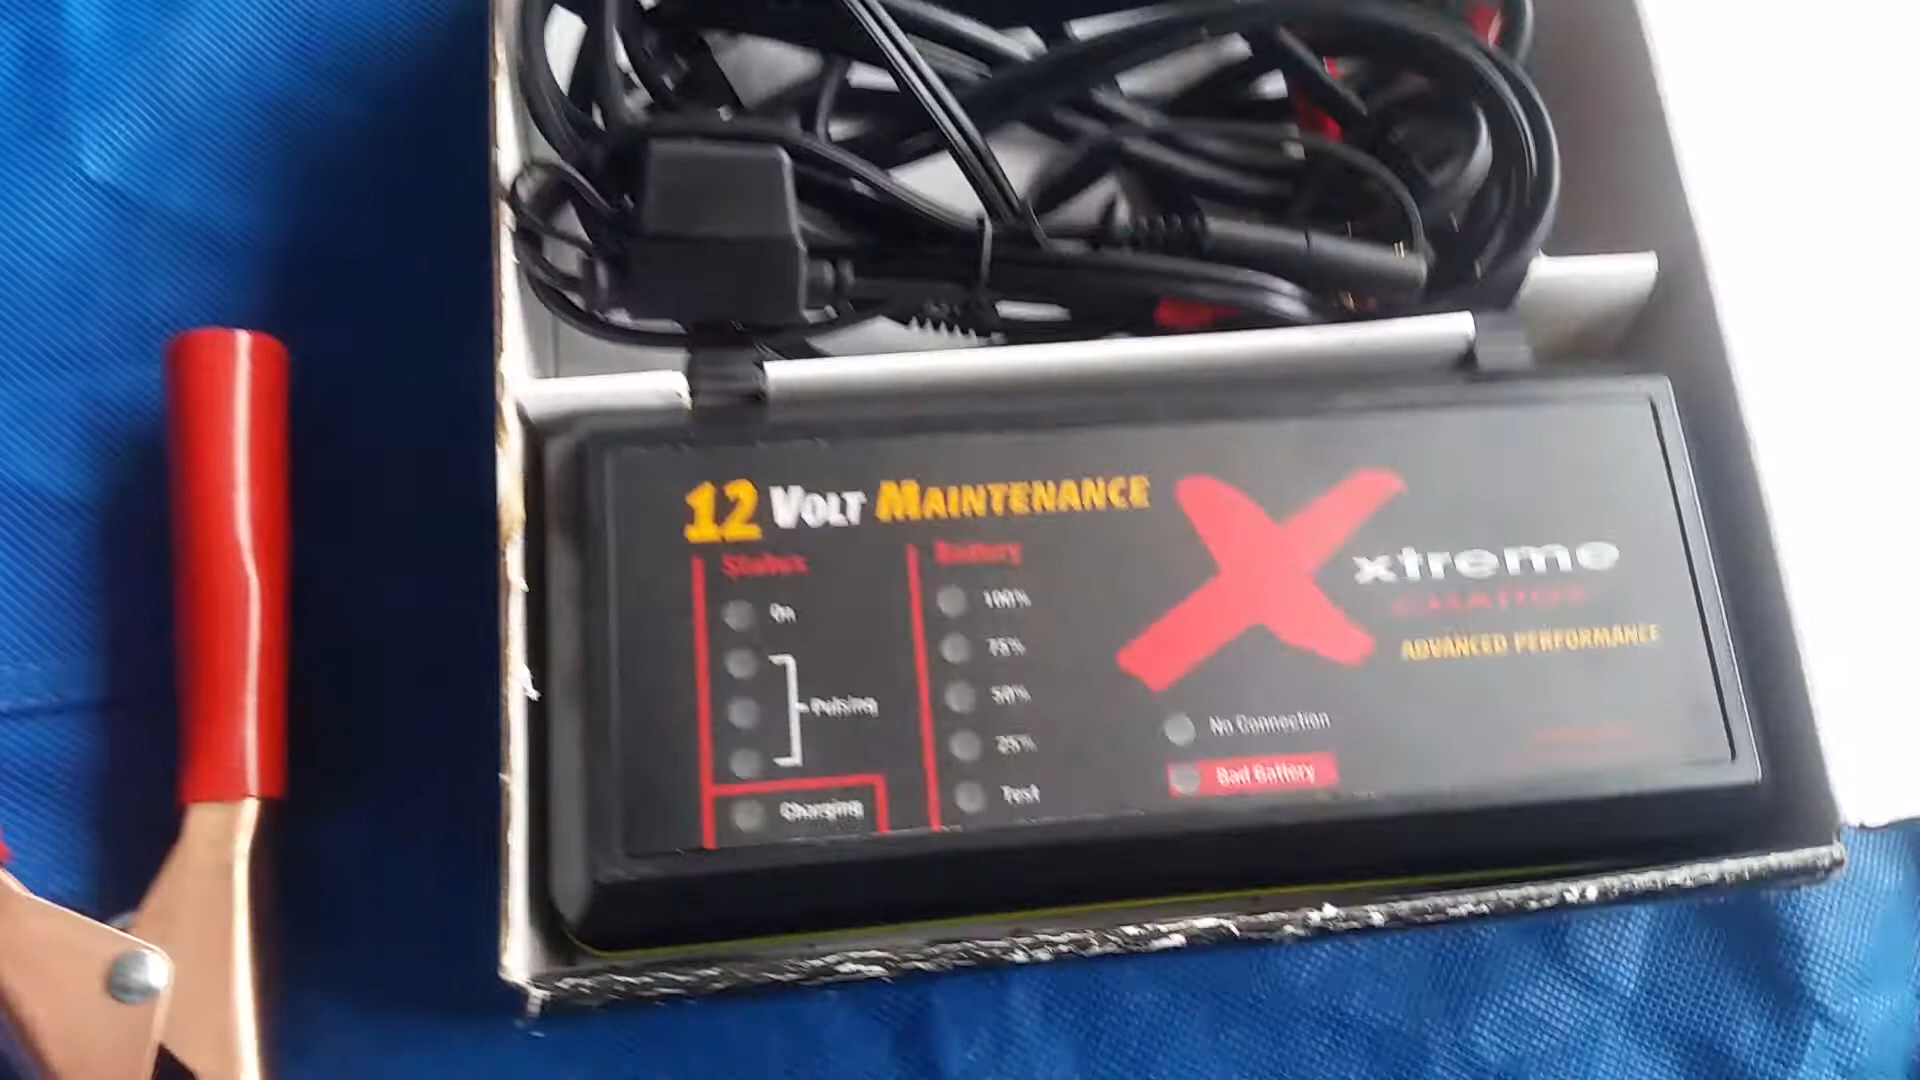 12 VOLT MAINTENANCE
Status
On
Pulsing
Charging
Battery
100%
75%
50%
25%
Test
xtreme
CHARGE
ADVANCED PERFORMANCE
No Connection
Bad Battery